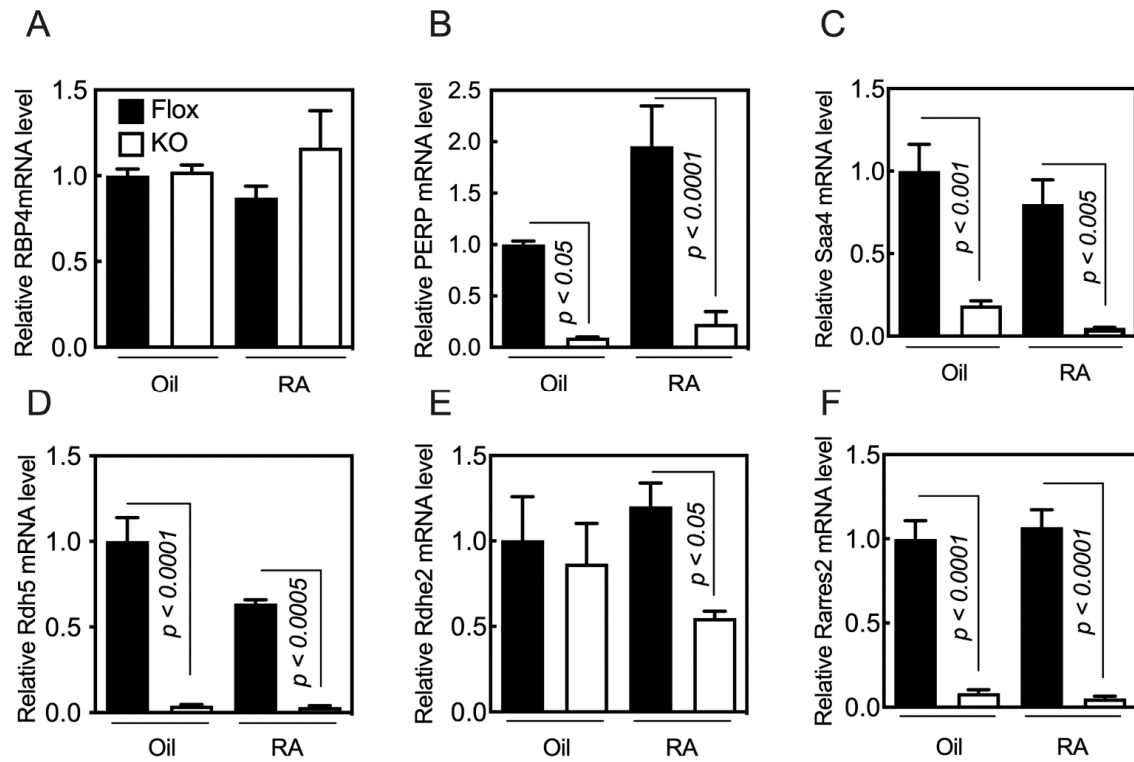 A
Relative RBP4mRNA level
1.5
1.0
0.5
0.0
Flox
KO
Oil
RA
B
Relative PERP mRNA level
2.5
2.0
1.5
1.0
0.5
0.0
p < 0.05
p < 0.0001
Oil
RA
C
Relative Saa4 mRNA level
1.5
1.0
0.5
0.0
p < 0.001
p < 0.005
Oil
RA
D
Relative Rdh5 mRNA level
1.5
1.0
0.5
0.0
p < 0.0001
p < 0.0005
Oil
RA
E
Relative Rdhe2 mRNA level
1.5
1.0
0.5
0.0
p < 0.05
Oil
RA
F
Relative Rarres2 mRNA level
1.5
1.0
0.5
0.0
p < 0.0001
p < 0.0001
Oil
RA